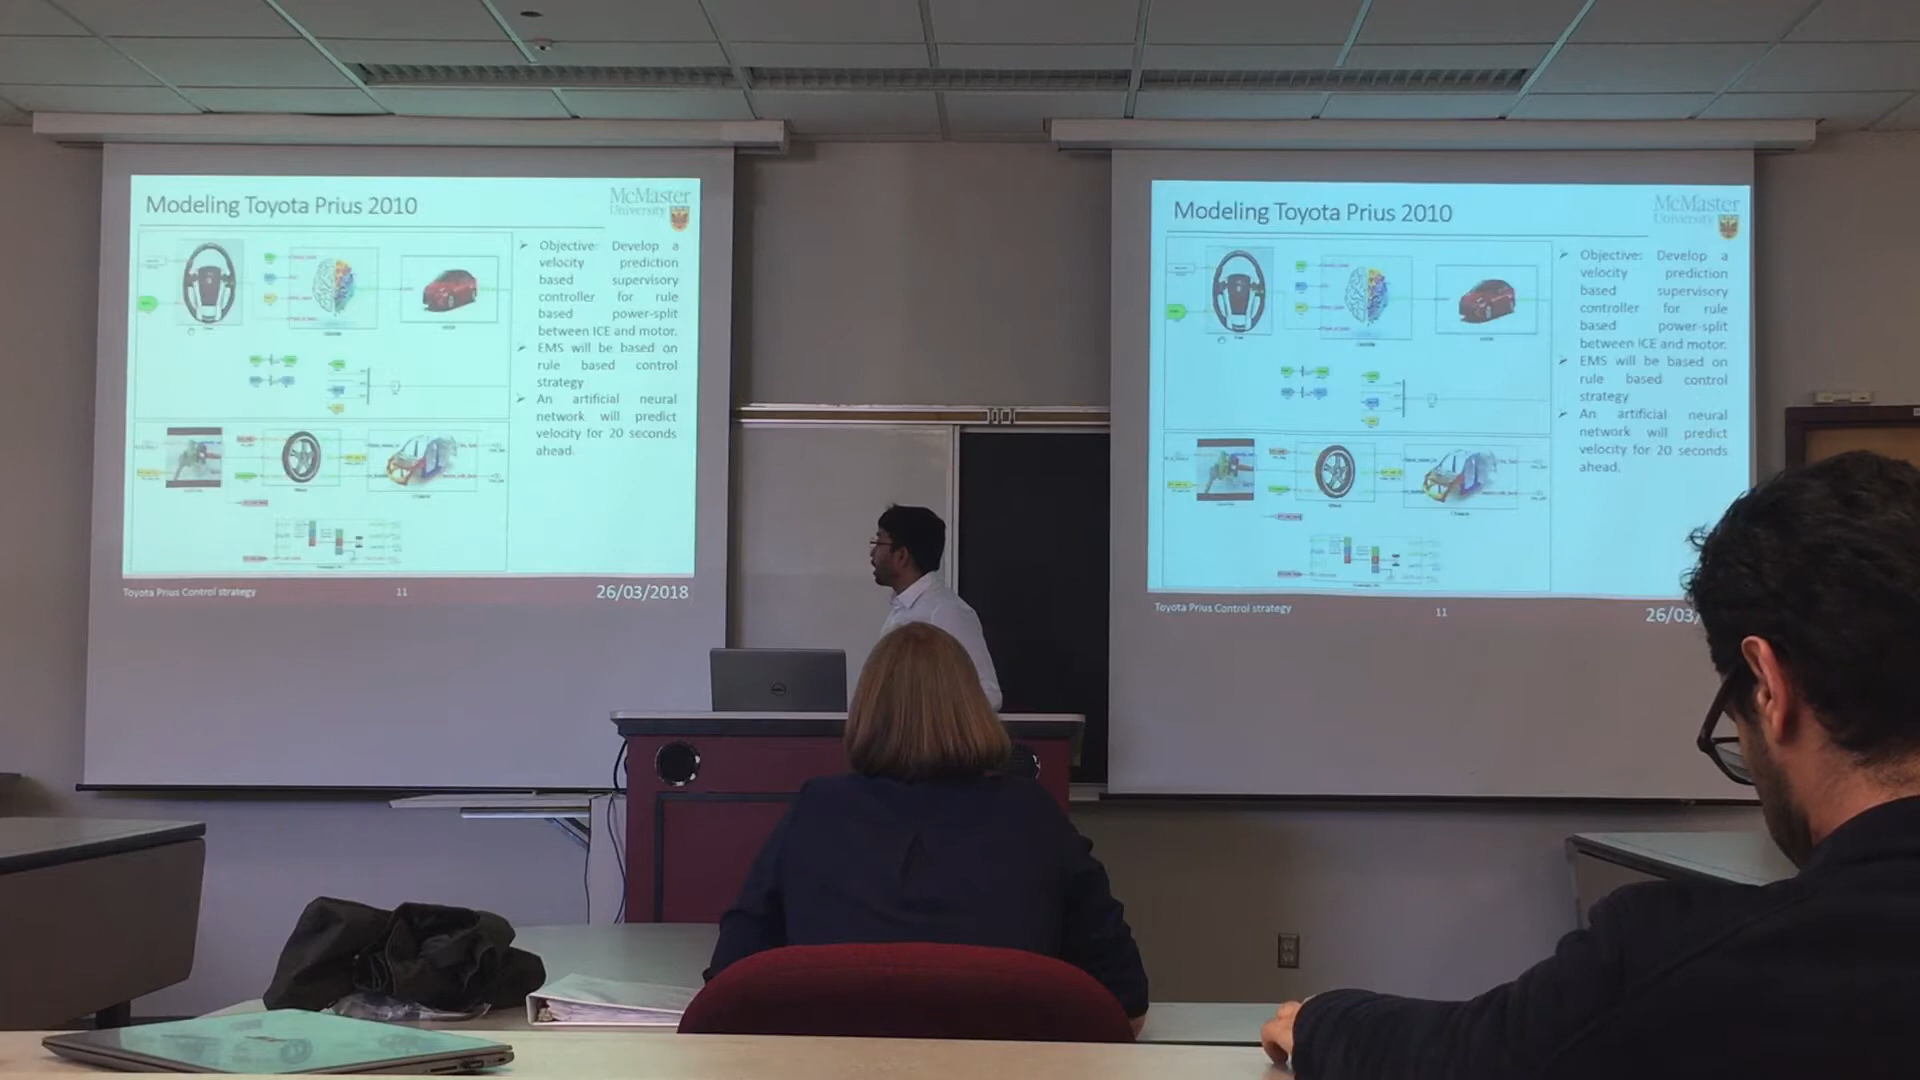 Modeling Toyota Prius 2010
McMaster
University
➢ Objective: Develop a
velocity prediction
based supervisory
controller for rule
based power-split
between ICE and motor.
➢ EMS will be based on
rule based control
strategy
➢ An artificial neural
network will predict
velocity for 20 seconds
ahead.
Toyota Prius Control strategy
11
26/03/2018
Modeling Toyota Prius 2010
McMaster
University
➢ Objective: Develop a
velocity prediction
based supervisory
controller for rule
based power-split
between ICE and motor.
➢ EMS will be based on
rule based control
strategy
➢ An artificial neural
network will predict
velocity for 20 seconds
ahead.
Toyota Prius Control strategy
11
26/03/
DELL